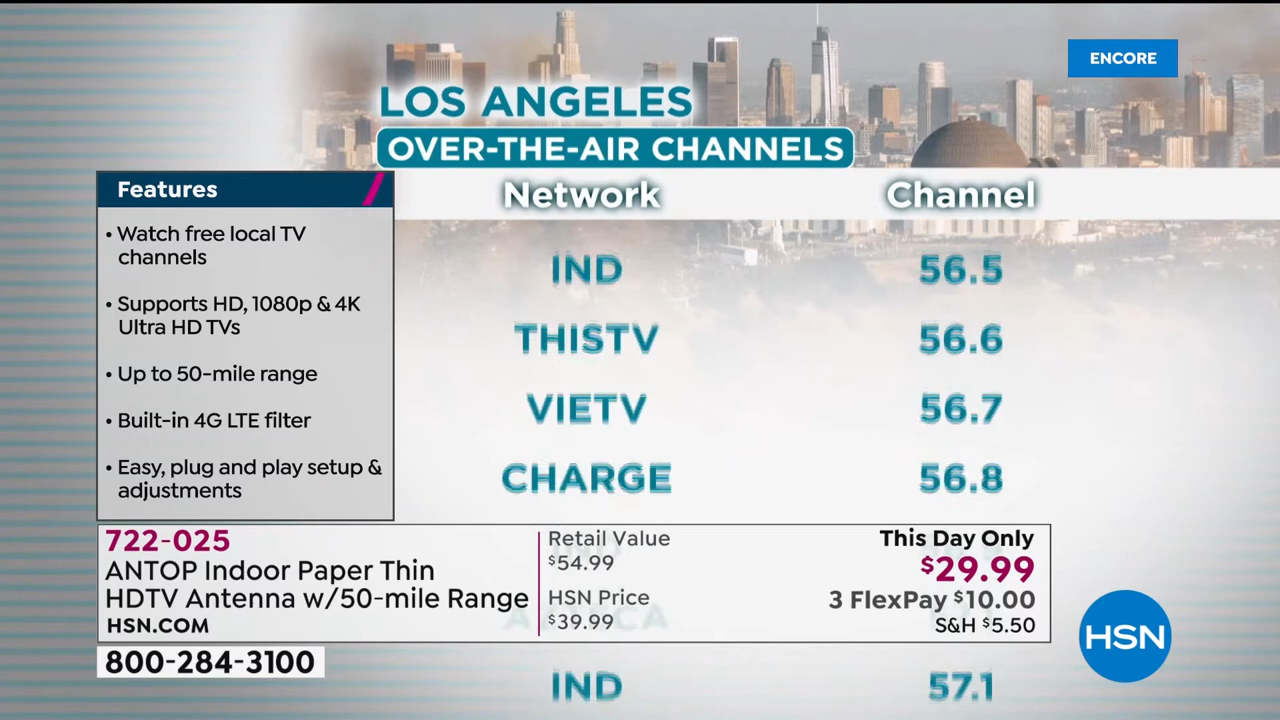 ENCORE
LOS ANGELES
OVER-THE-AIR CHANNELS
Network Channel
Features
• Watch free local TV
channels
• Supports HD, 1080p & 4K
Ultra HD TVs
• Up to 50-mile range
• Built-in 4G LTE filter
• Easy, plug and play setup &
adjustments
IND 56.5
THISTV 56.6
VIETV 56.7
CHARGE 56.8
722-025
ANTOP Indoor Paper Thin
HDTV Antenna w/50-mile Range
HSN.COM
Retail Value
$54.99
HSN Price
$39.99
This Day Only
$29.99
3 FlexPay $10.00
S&H $5.50
HSN
800-284-3100
IND 57.1